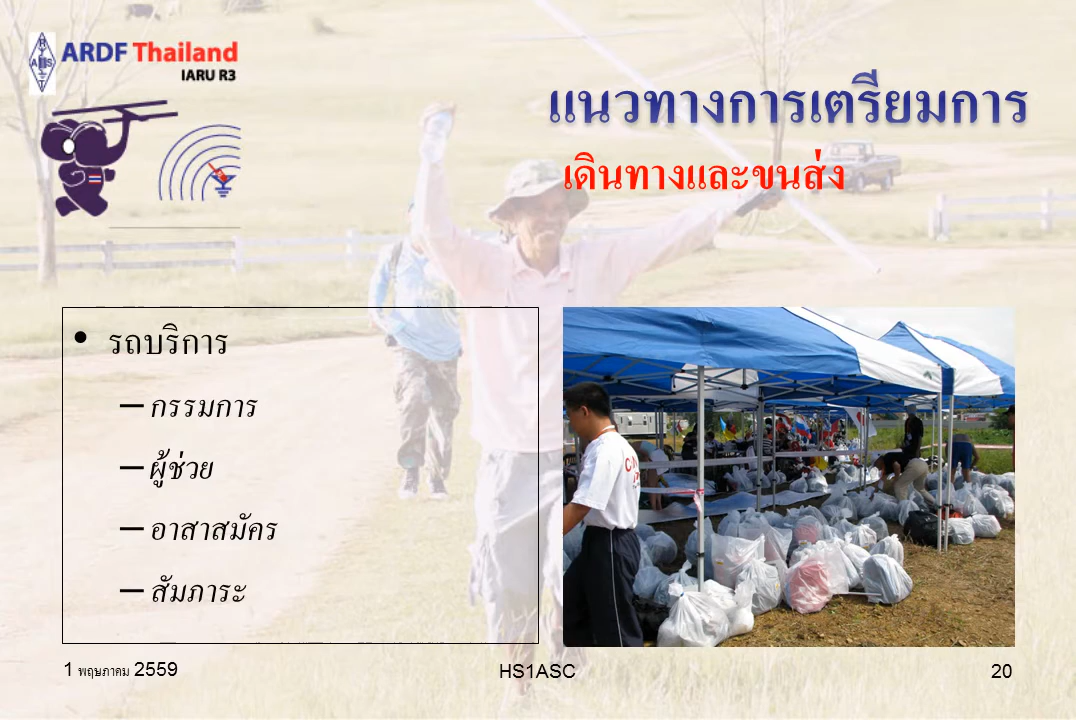 ARDF Thailand
IARU R3
แนวทางการเตรียมการ
เดินทางและขนส่ง
• รถบริการ
– กรรมการ
– ผู้ช่วย
– อาสาสมัคร
– สัมภาระ
1 พฤษภาคม 2559
HS1ASC
20